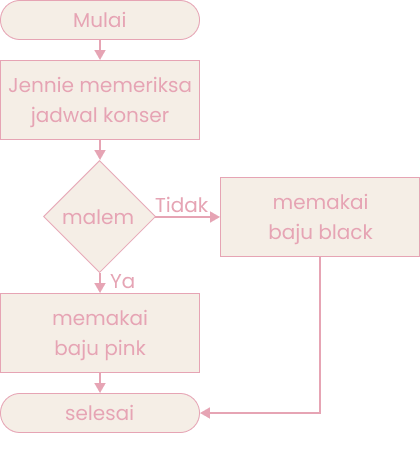 Mulai
Jennie memeriksa
jadwal konser
malem
Tidak
memakai
baju black
Ya
memakai
baju pink
selesai